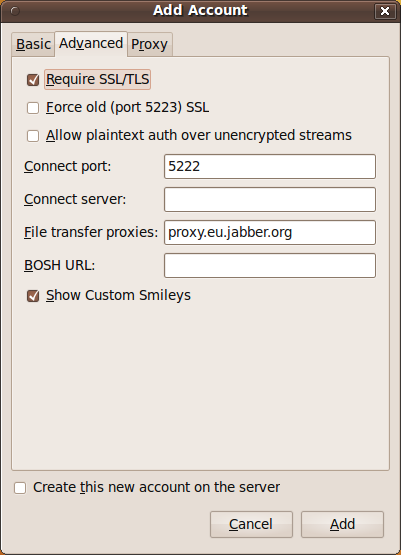 Add Account
Basic Advanced Proxy
Require SSL/TLS
Force old (port 5223) SSL
Allow plaintext auth over unencrypted streams
Connect port: 5222
Connect server:
File transfer proxies: proxy.eu.jabber.org
BOSH URL:
Show Custom Smileys
Create this new account on the server
Cancel Add